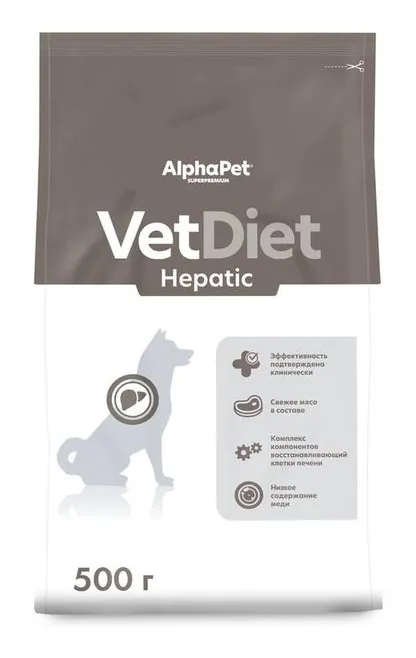 AlphaPet®
SUPERPREMIUM
VetDiet
Hepatic
Эффективность
подтверждена
клинически
Свежее мясо
в составе
Комплекс
компонентов
восстанавливающий
клетки печени
Низкое
содержание
меди
500 г